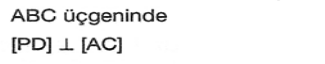 ABC üçgeninde
[PD] ⊥ [AC]